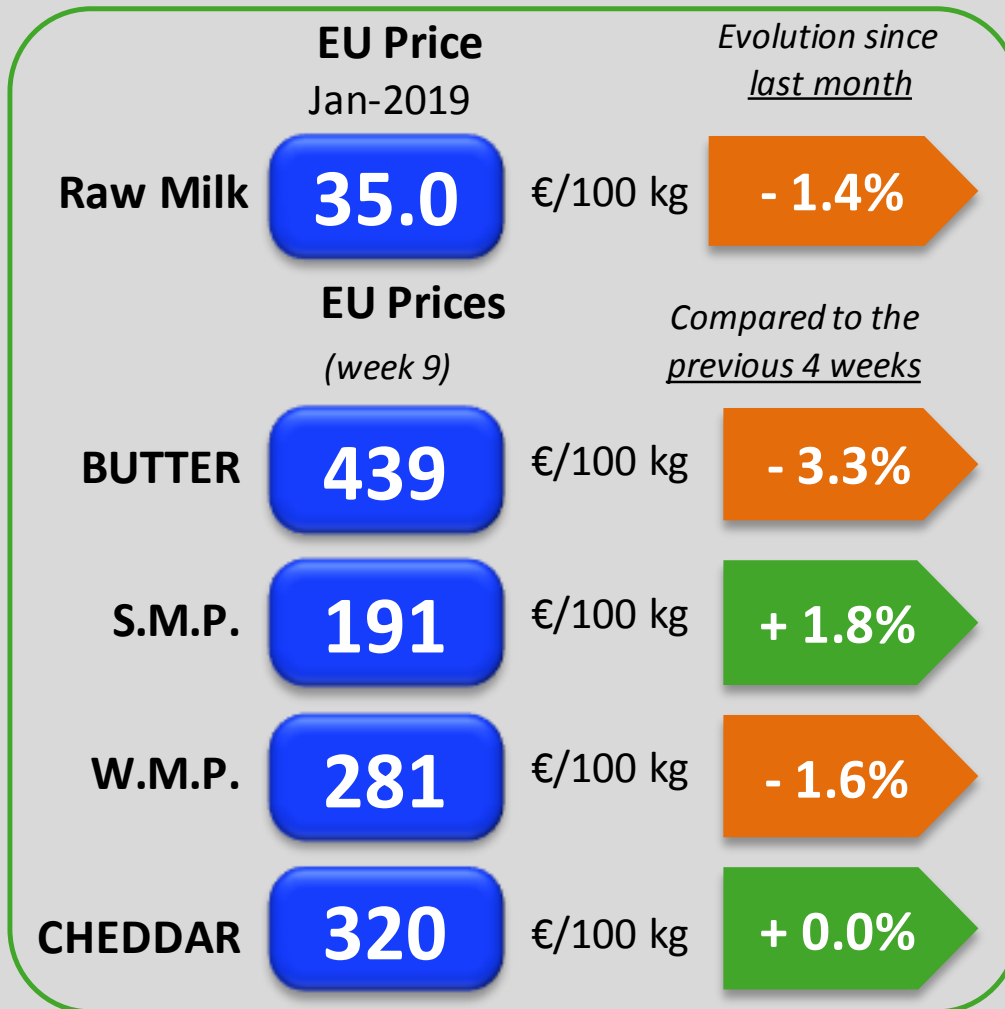 EU Price
Jan-2019
Evolution since
last month
Raw Milk 35.0 €/100 kg - 1.4%
EU Prices
(week 9)
Compared to the
previous 4 weeks
BUTTER 439 €/100 kg - 3.3%
S.M.P. 191 €/100 kg + 1.8%
W.M.P. 281 €/100 kg - 1.6%
CHEDDAR 320 €/100 kg + 0.0%